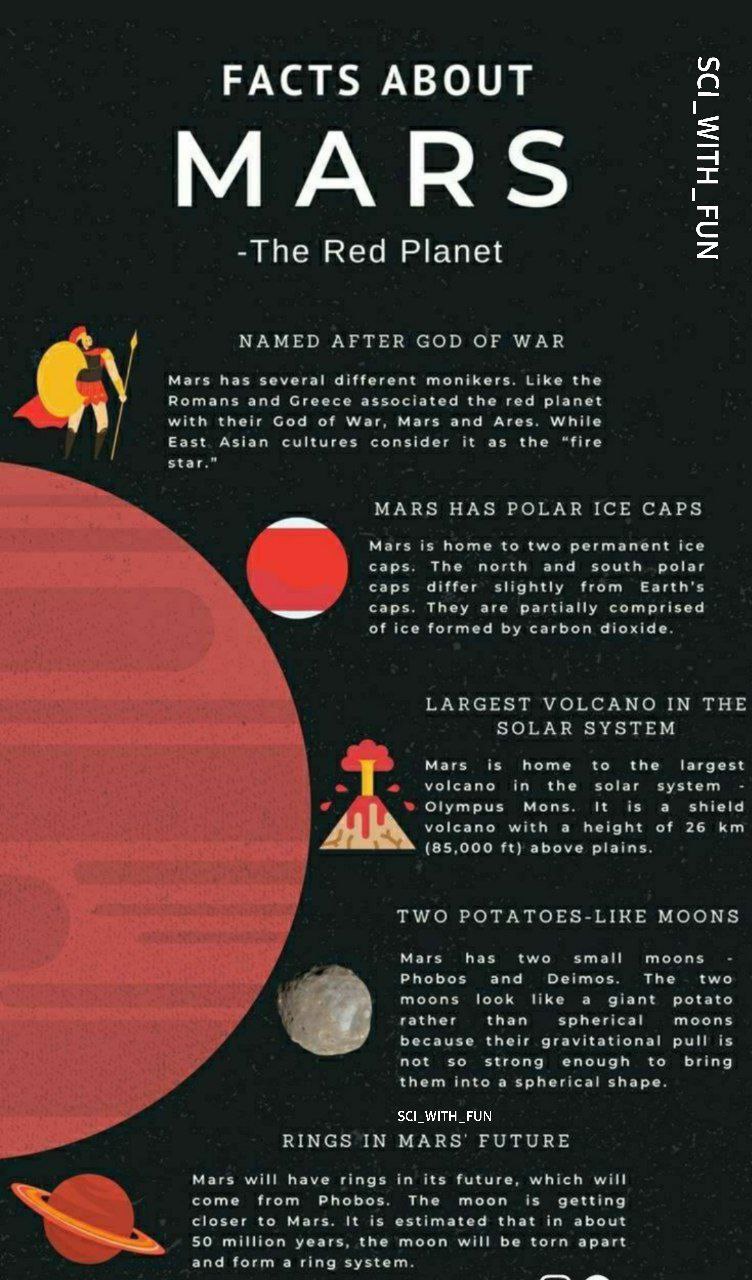 FACTS ABOUT
MARS
-The Red Planet
SCI_WITH_FUN
NAMED AFTER GOD OF WAR
Mars has several different monikers. Like the
Romans and Greece associated the red planet
with their God of War, Mars and Ares. While
East Asian cultures consider it as the “fire
star.”
MARS HAS POLAR ICE CAPS
Mars is home to two permanent ice
caps. The north and south polar
caps differ slightly from Earth’s
caps. They are partially comprised
of ice formed by carbon dioxide.
LARGEST VOLCANO IN THE
SOLAR SYSTEM
Mars is home to the largest
volcano in the solar system -
Olympus Mons. It is a shield
volcano with a height of 26 km
(85,000 ft) above plains.
TWO POTATOES-LIKE MOONS
Mars has two small moons -
Phobos and Deimos. The two
moons look like a giant potato
rather than spherical moons
because their gravitational pull is
not so strong enough to bring
them into a spherical shape.
SCI_WITH_FUN
RINGS IN MARS’ FUTURE
Mars will have rings in its future, which will
come from Phobos. The moon is getting
closer to Mars. It is estimated that in about
50 million years, the moon will be torn apart
and form a ring system.